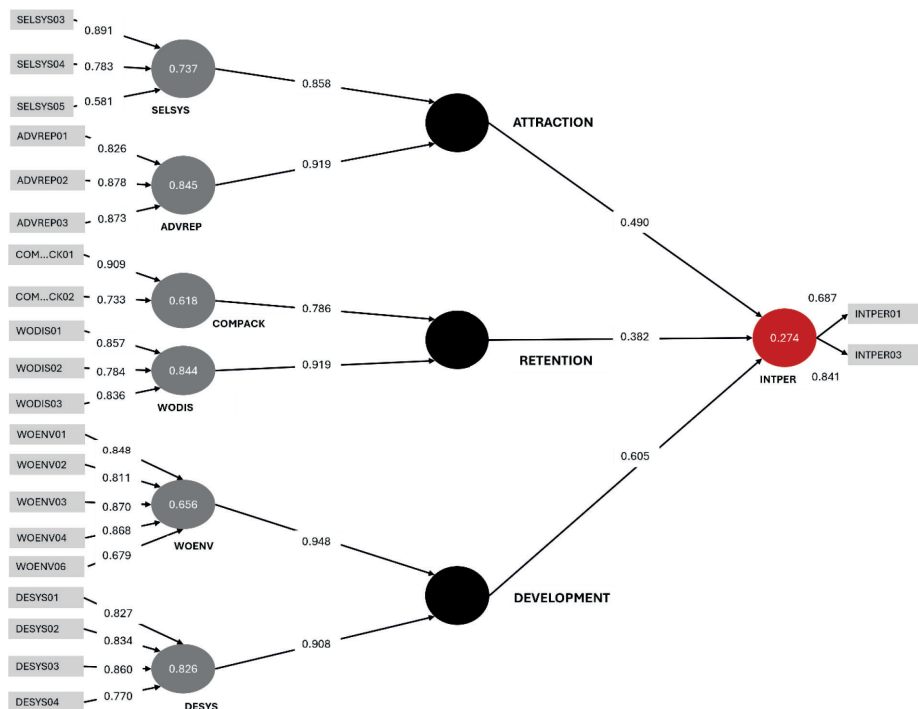 SELSYS03
0.891
SELSYS04
0.783
0.737
0.858
SELSYS05
0.581
SELSYS
ATTRACTION
ADVREP01
0.826
0.919
ADVREP02
0.878
0.845
ADVREP03
0.873
ADVREP
0.490
COM...CK01
0.909
COM...CK02
0.733
0.618
0.786
COMPACK
0.687
INTPER01
WODIS01
0.857
0.382
0.274
WODIS02
0.784
0.844
0.919
RETENTION
INTPER03
WODIS03
0.836
WODIS
INTPER
0.841
WOENV01
0.848
WOENV02
0.811
0.605
WOENV03
0.870
0.656
WOENV04
0.868
WOENV
0.948
WOENV06
0.679
DESYS01
0.827
DEVELOPMENT
DESYS02
0.834
0.908
DESYS03
0.860
0.826
DESYS04
0.770
DESYS